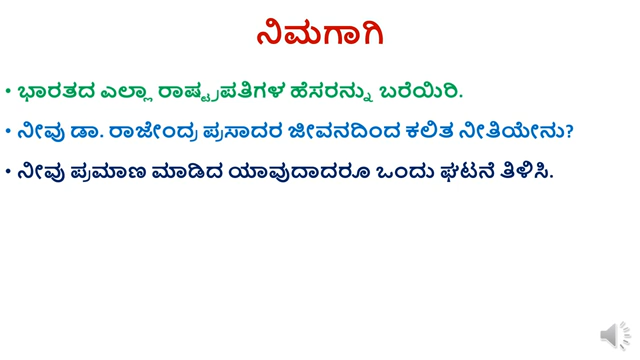 ನಿಮಗಾಗಿ
• ಭಾರತದ ಎಲ್ಲಾ ರಾಷ್ಟ್ರಪತಿಗಳ ಹೆಸರನ್ನು ಬರೆಯಿರಿ.
• ನೀವು ಡಾ. ರಾಜೇಂದ್ರ ಪ್ರಸಾದರ ಜೀವನದಿಂದ ಕಲಿತ ನೀತಿಯೇನು?
• ನೀವು ಪ್ರಮಾಣ ಮಾಡಿದ ಯಾವುದಾದರೂ ಒಂದು ಘಟನೆ ತಿಳಿಸಿ.